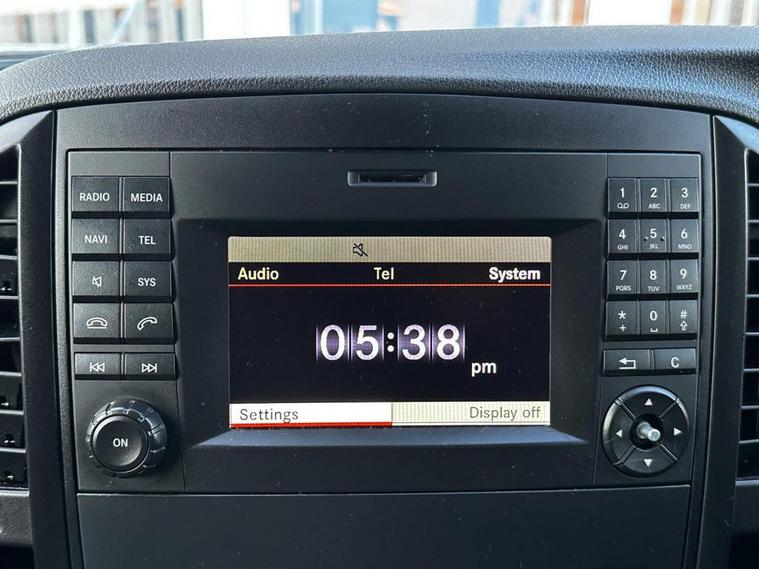 RADIO MEDIA
NAVI TEL
SYS
ON
Audio Tel System
05:38 pm
Settings Display off
1 2 ABC 3 DEF
4 GHI 5 JKL 6 MNO
7 PQRS 8 TUV 9 WXYZ
* + 0 #
C